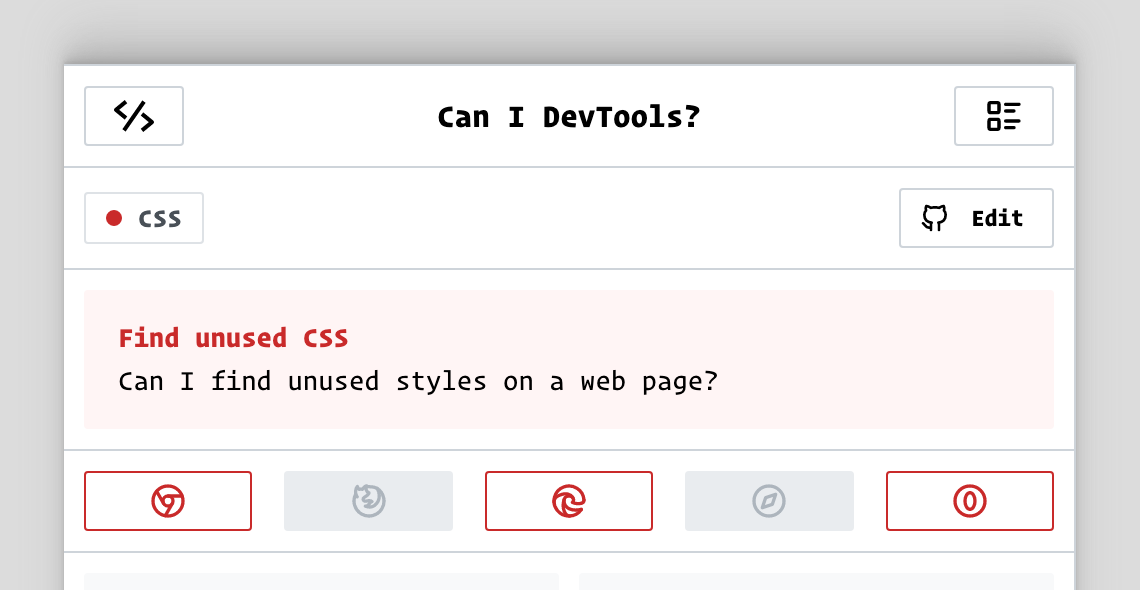 Can I DevTools?
CSS
Edit
Find unused CSS
Can I find unused styles on a web page?